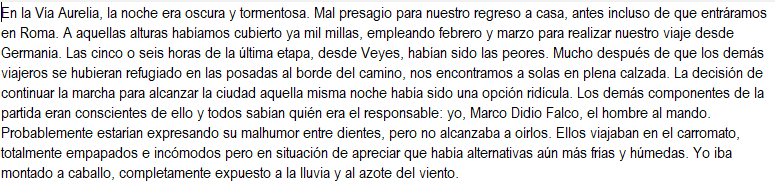 En la Via Aurelia, la noche era oscura y tormentosa. Mal presagio para nuestro regreso a casa, antes incluso de que entráramos
en Roma. A aquellas alturas habíamos cubierto ya mil millas, empleando febrero y marzo para realizar nuestro viaje desde
Germania. Las cinco o seis horas de la última etapa, desde Veyes, habían sido las peores. Mucho después de que los demás
viajeros se hubieran refugiado en las posadas al borde del camino, nos encontramos a solas en plena calzada. La decisión de
continuar la marcha para alcanzar la ciudad aquella misma noche había sido una opción ridícula. Los demás componentes de la
partida eran conscientes de ello y todos sabían quién era el responsable: yo, Marco Didio Falco, el hombre al mando.
Probablemente estarían expresando su malhumor entre dientes, pero no alcanzaba a oírlos. Ellos viajaban en el carromato,
totalmente empapados e incómodos pero en situación de apreciar que había alternativas aún más frías y húmedas. Yo iba
montado a caballo, completamente expuesto a la lluvia y al azote del viento.